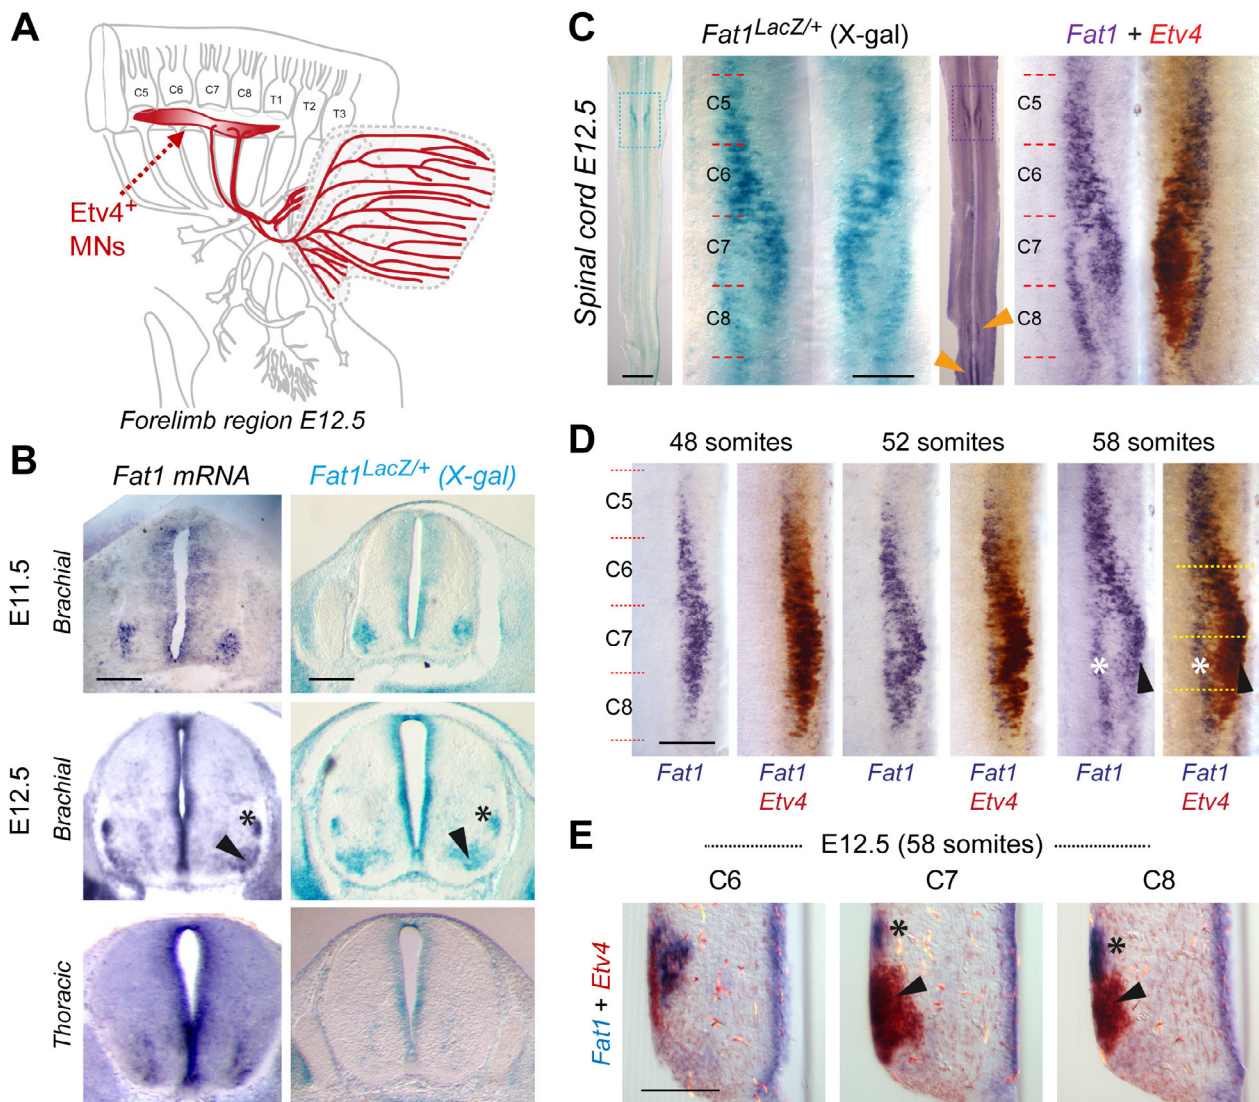 A
C5 C6 C7 C8 T1 T2 T3
Etv4+
MNs
Forelimb region E12.5
B
Fat1 mRNA
Fat1LacZ/+ (X-gal)
E11.5
Brachial
E12.5
Brachial
*
*
Thoracic
C
Fat1LacZ/+ (X-gal)
Fat1 + Etv4
Spinal cord E12.5
C5
C6
C7
C8
C5
C6
C7
C8
D
48 somites
52 somites
58 somites
C5
C6
C7
C8
*
*
Fat1
Fat1
Etv4
Fat1
Fat1
Etv4
Fat1
Fat1
Etv4
E
E12.5 (58 somites)
C6
C7
C8
Fat1 + Etv4
*
*